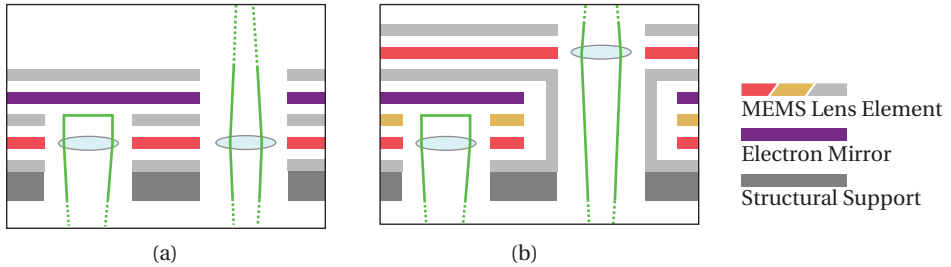 MEMS Lens Element
Electron Mirror
Structural Support
(a)
(b)